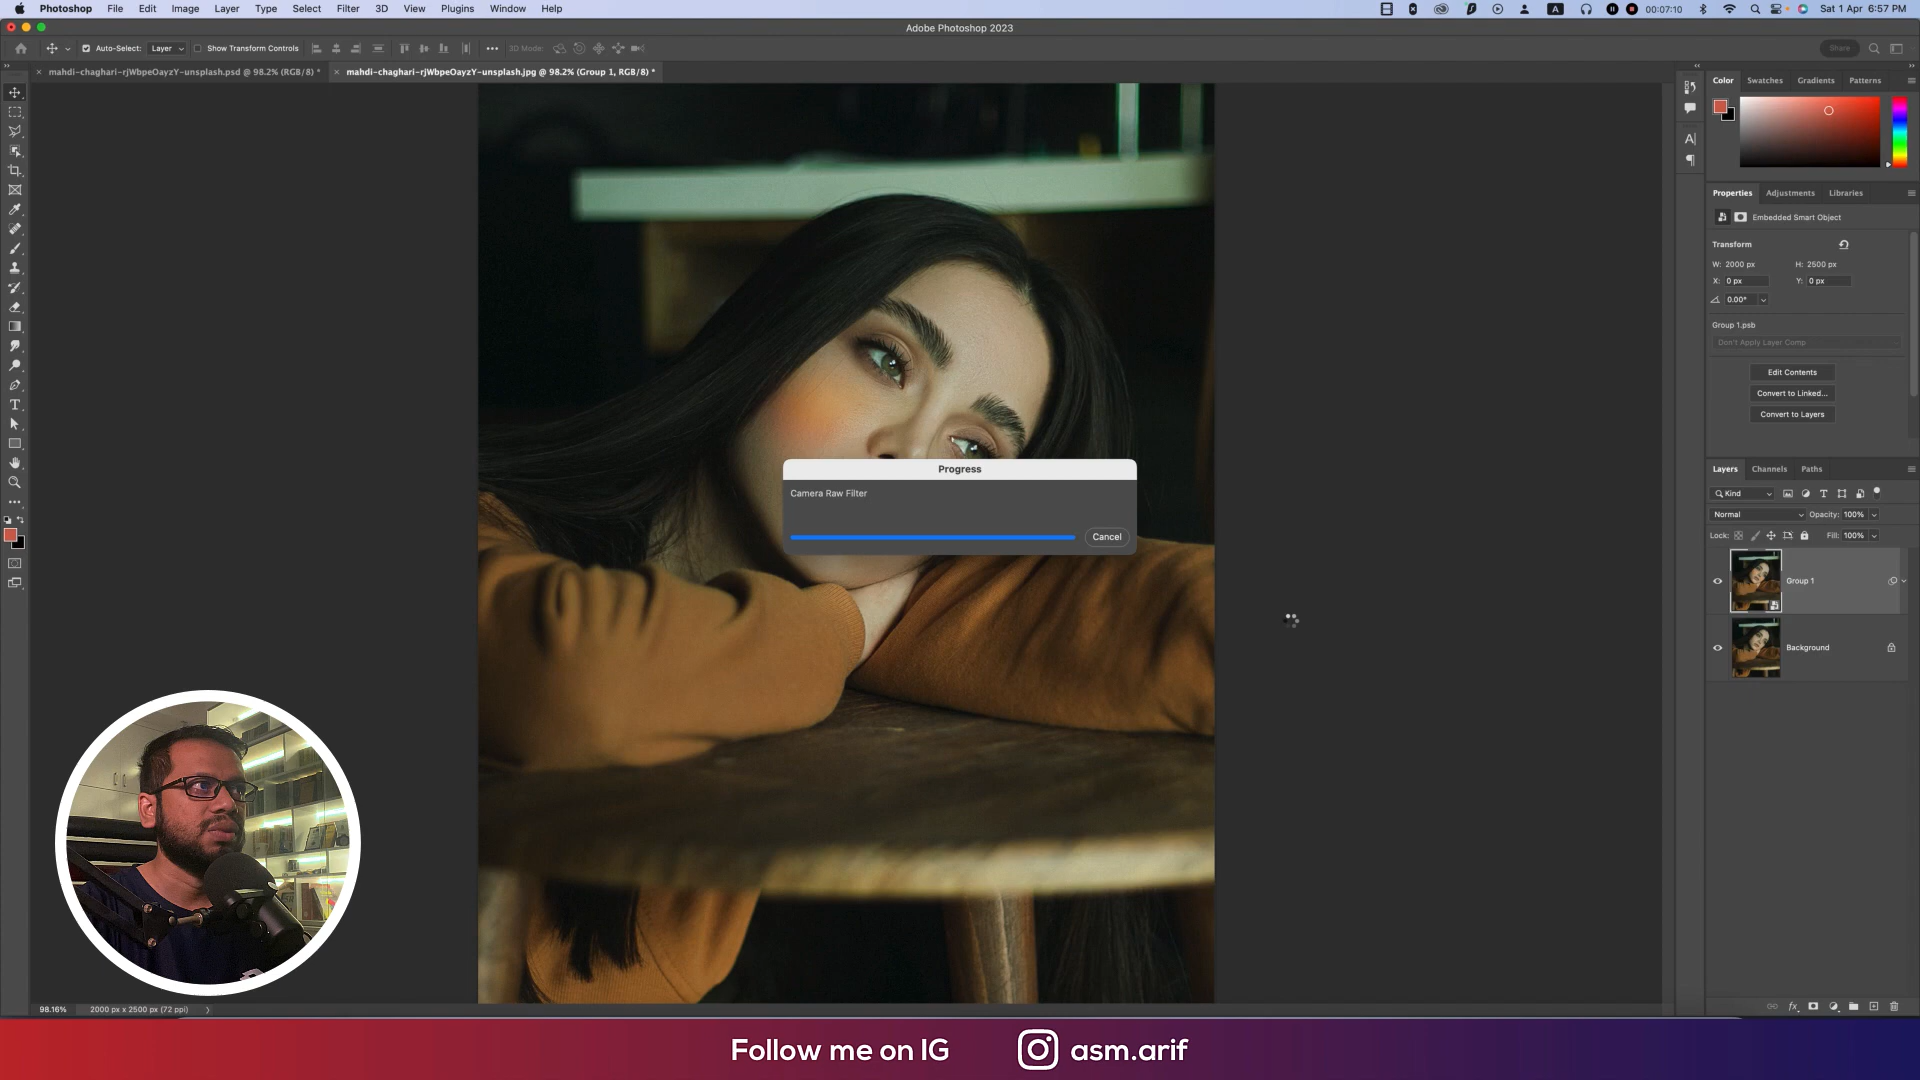 Photoshop File Edit Image Layer Type Select Filter 3D View Plugins Window Help A 00:07:10 Sat 1 Apr 6:57 PM
Adobe Photoshop 2023
Auto-Select: Layer Show Transform Controls 3D Mode: Share
mahdi-chaghari-rjWbpeOayzY-unsplash.psd @ 98.2% (RGB/8) *
mahdi-chaghari-rjWbpeOayzY-unsplash.jpg @ 98.2% (Group 1, RGB/8) *
Color Swatches Gradients Patterns
Properties Adjustments Libraries
Embedded Smart Object
Transform
W: 2000 px H: 2500 px
X: 0 px Y: 0 px
0.00°
Group 1.psb
Don't Apply Layer Comp
Edit Contents
Convert to Linked...
Convert to Layers
Layers Channels Paths
Kind
Normal Opacity: 100%
Lock: Fill: 100%
Group 1
Background
Progress
Camera Raw Filter
Cancel
98.16% 2000 px x 2500 px (72 ppi)
Follow me on IG asm.arif